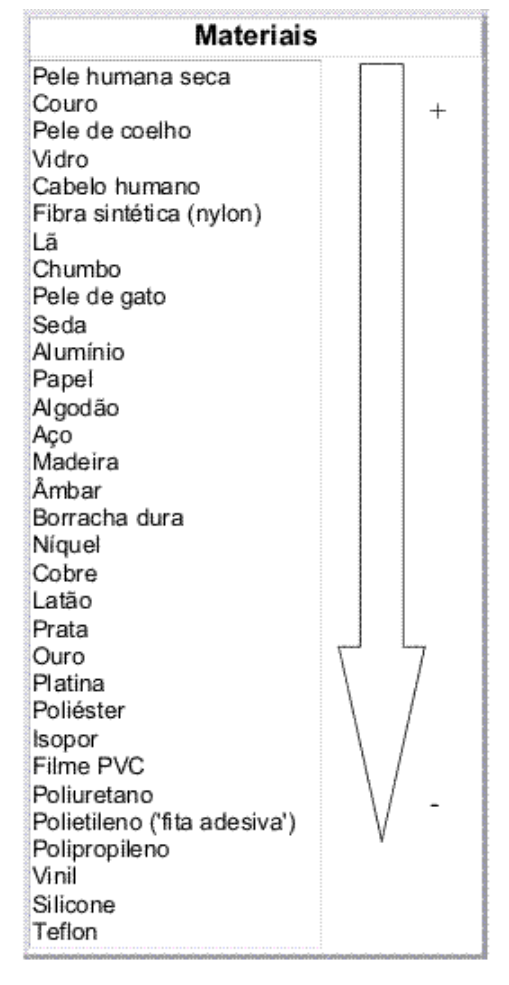 Materiais
Pele humana seca
Couro
Pele de coelho
Vidro
Cabelo humano
Fibra sintética (nylon)
Lã
Chumbo
Pele de gato
Seda
Alumínio
Papel
Algodão
Aço
Madeira
Âmbar
Borracha dura
Níquel
Cobre
Latão
Prata
Ouro
Platina
Poliéster
Isopor
Filme PVC
Poliuretano
Polietileno ('fita adesiva')
Polipropileno
Vinil
Silicone
Teflon
+
-